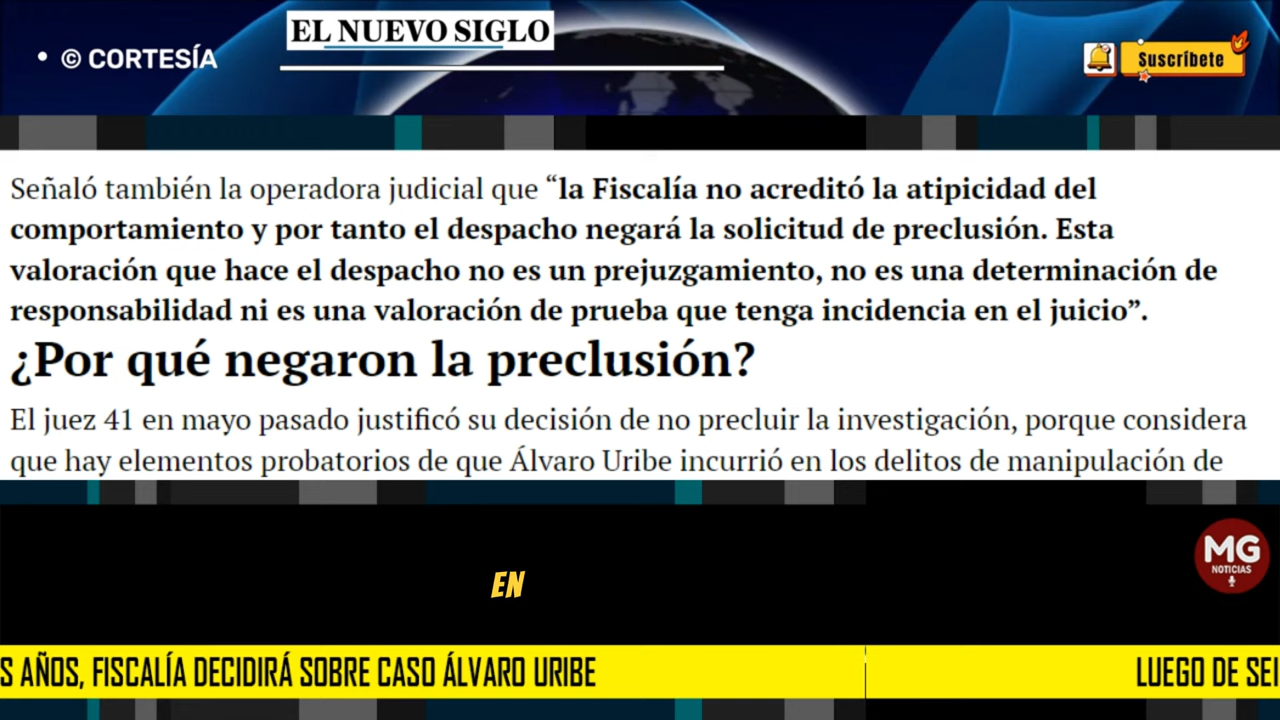 EL NUEVO SIGLO
• © CORTESÍA
Suscríbete
Señaló también la operadora judicial que “la Fiscalía no acreditó la atipicidad del
comportamiento y por tanto el despacho negará la solicitud de preclusión. Esta
valoración que hace el despacho no es un prejuzgamiento, no es una determinación de
responsabilidad ni es una valoración de prueba que tenga incidencia en el juicio”.
¿Por qué negaron la preclusión?
El juez 41 en mayo pasado justificó su decisión de no precluir la investigación, porque considera
que hay elementos probatorios de que Álvaro Uribe incurrió en los delitos de manipulación de
MG
NOTICIAS
EN
S AÑOS, FISCALÍA DECIDIRÁ SOBRE CASO ÁLVARO URIBE
LUEGO DE SEI